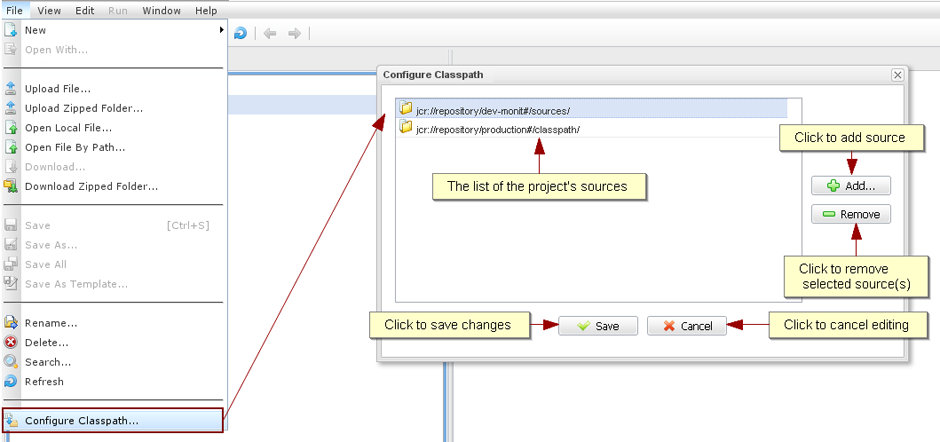 File View Edit Run Window Help
New
Open With...
Upload File...
Upload Zipped Folder...
Open Local File...
Open File By Path...
Download...
Download Zipped Folder...
Save [Ctrl+S]
Save As...
Save All
Save As Template...
Rename...
Delete...
Search...
Refresh
Configure Classpath...
Configure Classpath
jcr://repository/dev-monit#/sources/
jcr://repository/production#/classpath/
The list of the project's sources
Click to add source
Add...
Remove
Click to remove
selected source(s)
Click to save changes
Save
Cancel
Click to cancel editing